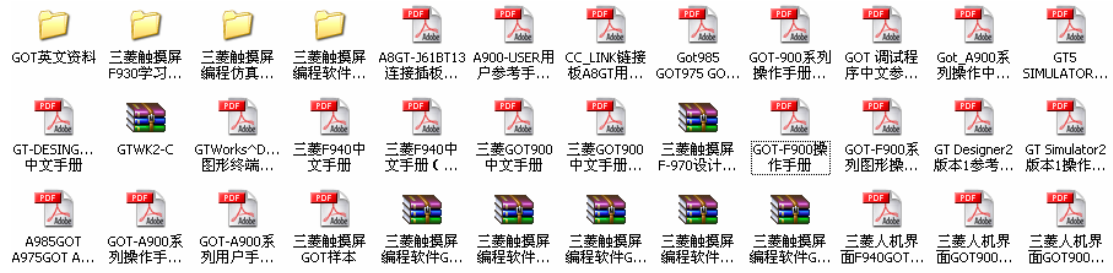 GOT英文资料 三菱触摸屏 三菱触摸屏 三菱触摸屏 A8GT-J61BT13 A900-USER用 CC_LINK链接 Got985 GOT-900系列 GOT 调试程 Got_A900系 GT5
F930学习... 编程仿真... 编程软件... 连接插板... 户参考手... 板A8GT用... GOT975 GO... 操作手册... 序中文参... 列操作中... SIMULATOR...
GT-DESING... GTWK2-C GTWorks^D... 三菱F940中 三菱F940中 三菱GOT900 三菱GOT900 三菱触摸屏 GOT-F900操 GOT-F900系 GT Designer2 GT Simulator2
中文手册 图形终端... 文手册 文手册(... 中文手册 中文手册... F-970设计... 作手册 列图形操... 版本1参考... 版本1操作...
A985GOT GOT-A900系 GOT-A900系 三菱触摸屏 三菱触摸屏 三菱触摸屏 三菱触摸屏 三菱触摸屏 三菱触摸屏 三菱人机界 三菱人机界 三菱人机界
A975GOT A... 列操作手... 列用户手... GOT样本 编程软件G... 编程软件... 编程软件G... 编程软件G... 编程软件G... 面F940GOT... 面GOT900... 面GOT900...